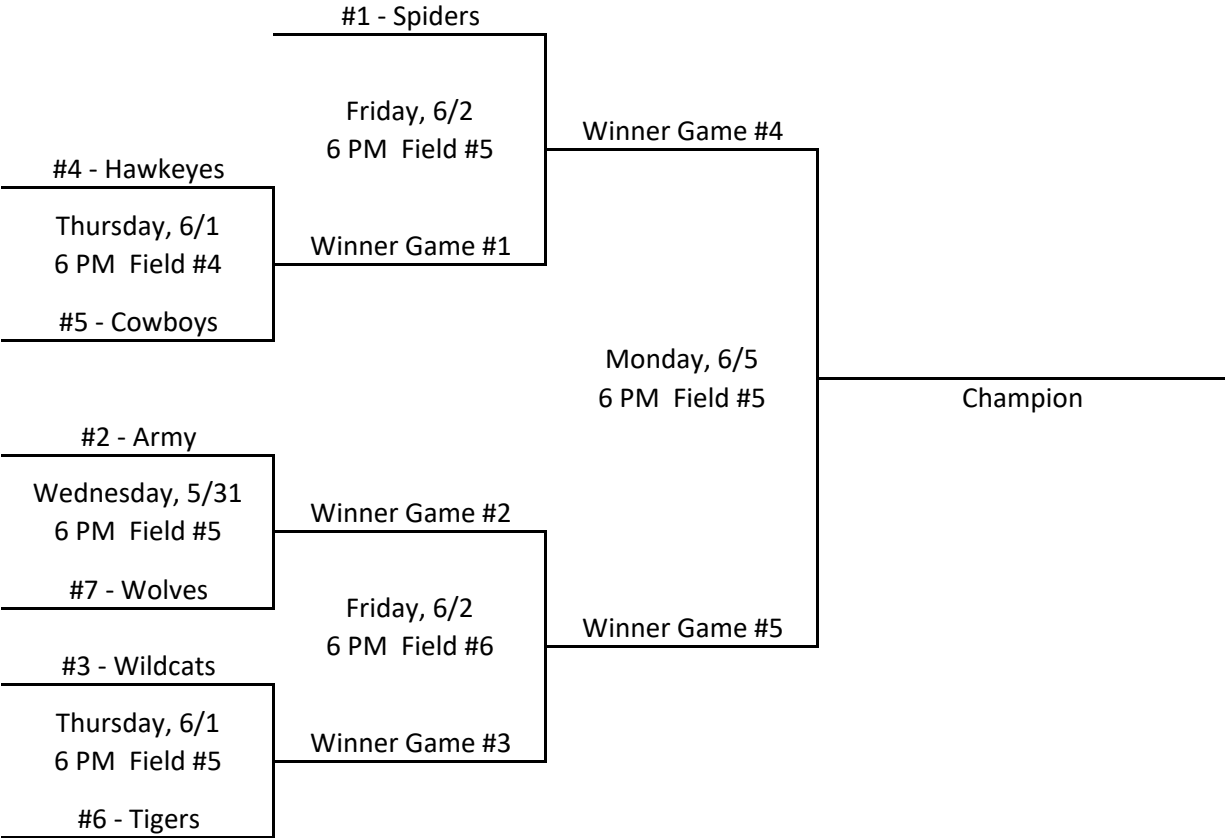 #1 - Spiders
Friday, 6/2
6 PM  Field #5
Winner Game #4
#4 - Hawkeyes
Thursday, 6/1
6 PM  Field #4
Winner Game #1
#5 - Cowboys
Monday, 6/5
6 PM  Field #5
Champion
#2 - Army
Wednesday, 5/31
6 PM  Field #5
Winner Game #2
#7 - Wolves
Friday, 6/2
6 PM  Field #6
Winner Game #5
#3 - Wildcats
Thursday, 6/1
6 PM  Field #5
Winner Game #3
#6 - Tigers